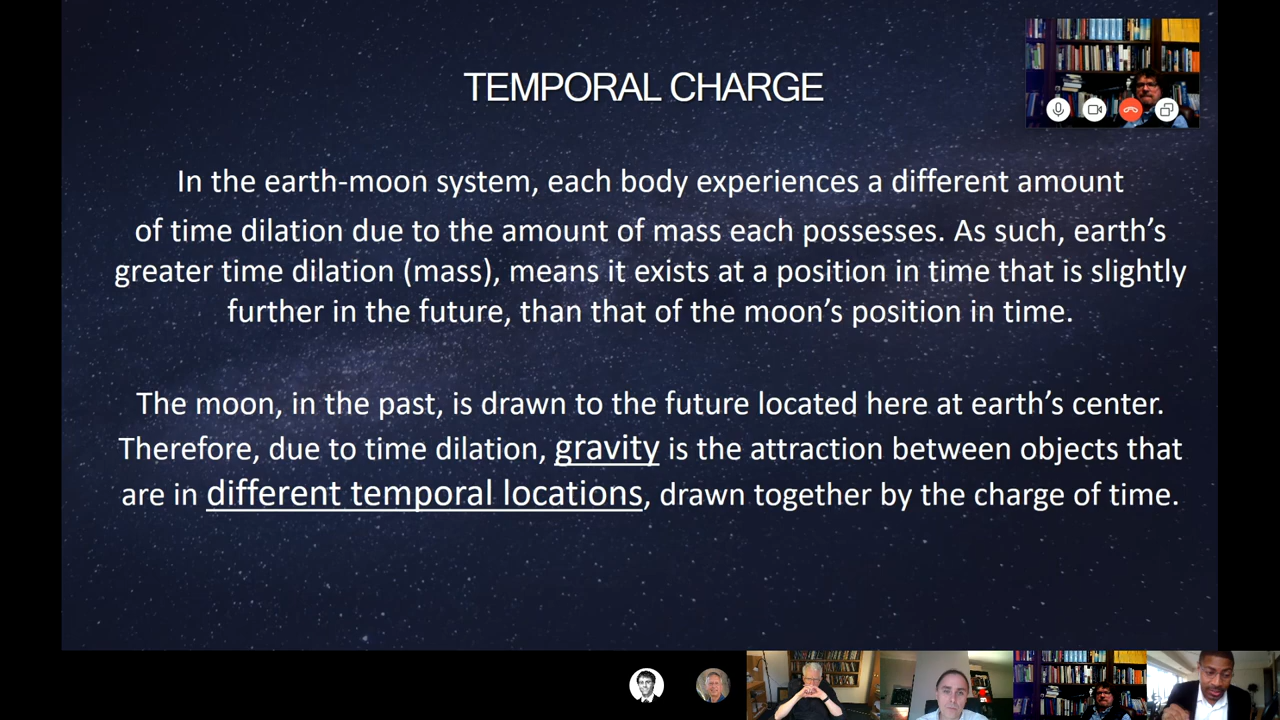 TEMPORAL CHARGE
In the earth-moon system, each body experiences a different amount
of time dilation due to the amount of mass each possesses. As such, earth’s
greater time dilation (mass), means it exists at a position in time that is slightly
further in the future, than that of the moon’s position in time.
The moon, in the past, is drawn to the future located here at earth’s center.
Therefore, due to time dilation, gravity is the attraction between objects that
are in different temporal locations, drawn together by the charge of time.